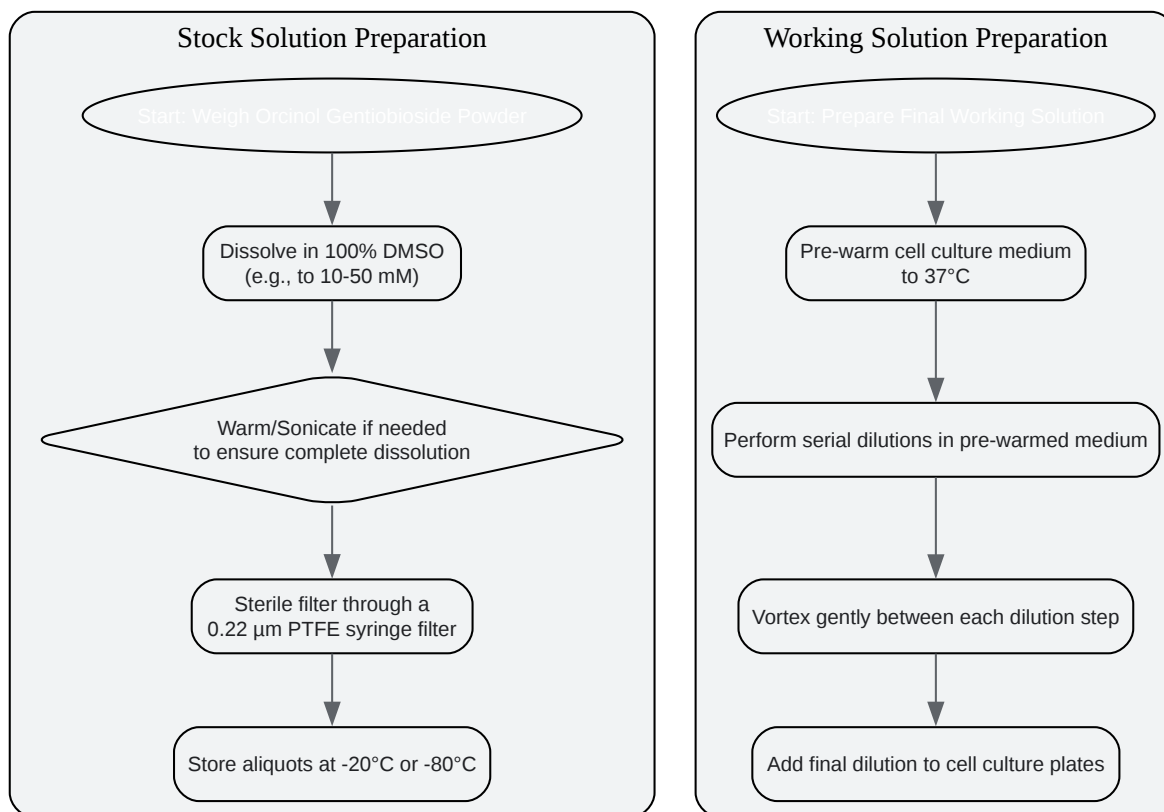 Stock Solution Preparation
Start: Weigh Orcinol Gentiobioside Powder
Dissolve in 100% DMSO
(e.g., to 10-50 mM)
Warm/Sonicate if needed
to ensure complete dissolution
Sterile filter through a
0.22 µm PTFE syringe filter
Store aliquots at -20°C or -80°C
Working Solution Preparation
Start: Prepare Final Working Solution
Pre-warm cell culture medium
to 37°C
Perform serial dilutions in pre-warmed medium
Vortex gently between each dilution step
Add final dilution to cell culture plates